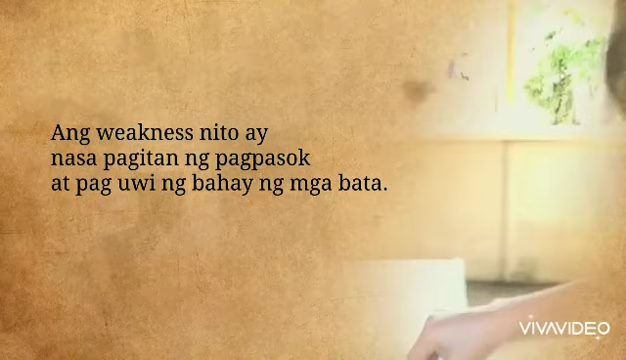 Ang weakness nito ay
nasa pagitan ng pagpasok
at pag uwi ng bahay ng mga bata.
VIVAVIDEO